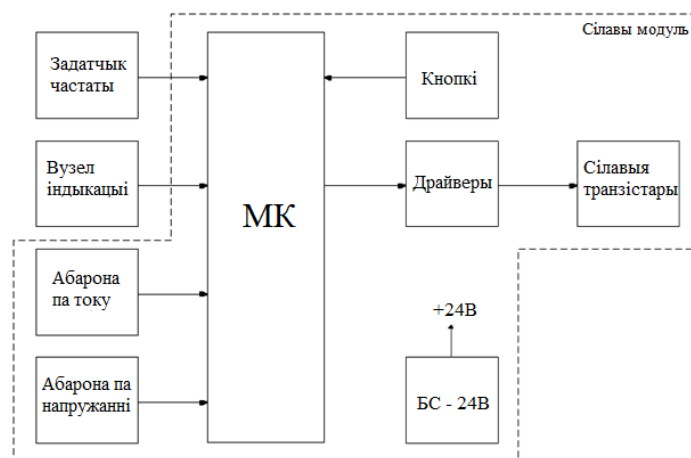 Сілавы модуль
Задатчык
частаты
Кнопкі
Вузел
індыкацыі
МК
Драйверы
Сілавыя
транзістары
Абарона
па току
+24В
Абарона па
напружанні
БС - 24В